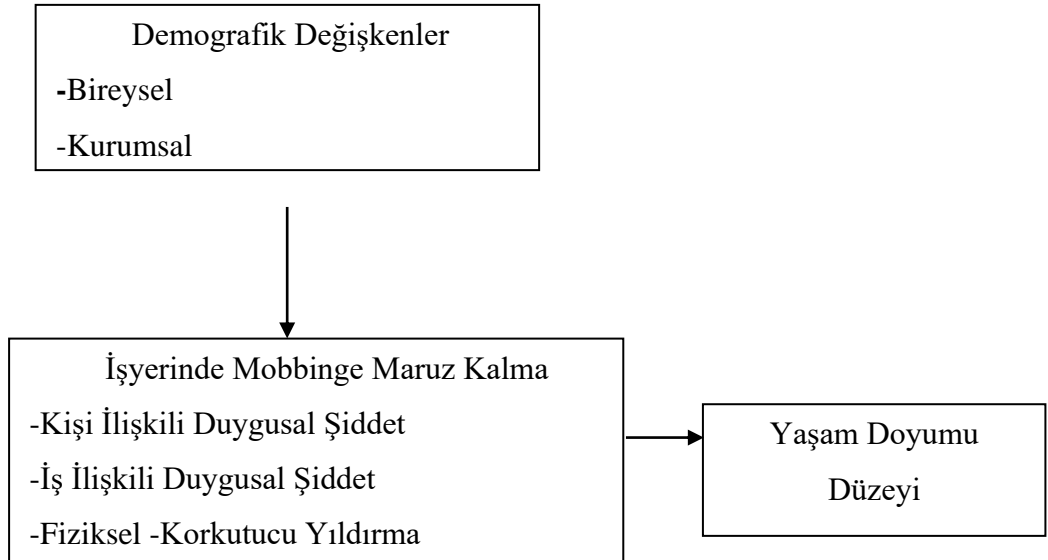 Demografik Değişkenler
-Bireysel
-Kurumsal
İşyerinde Mobbinge Maruz Kalma
-Kişi İlişkili Duygusal Şiddet
-İş İlişkili Duygusal Şiddet
-Fiziksel -Korkutucu Yıldırma
Yaşam Doyumu
Düzeyi